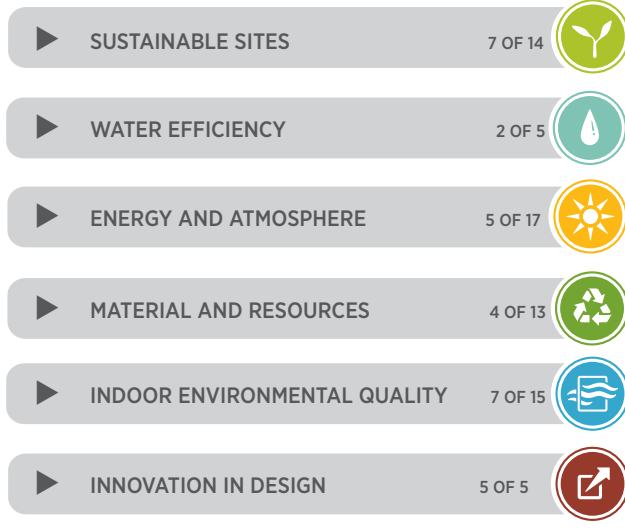 SUSTAINABLE SITES 7 OF 14
WATER EFFICIENCY 2 OF 5
ENERGY AND ATMOSPHERE 5 OF 17
MATERIAL AND RESOURCES 4 OF 13
INDOOR ENVIRONMENTAL QUALITY 7 OF 15
INNOVATION IN DESIGN 5 OF 5